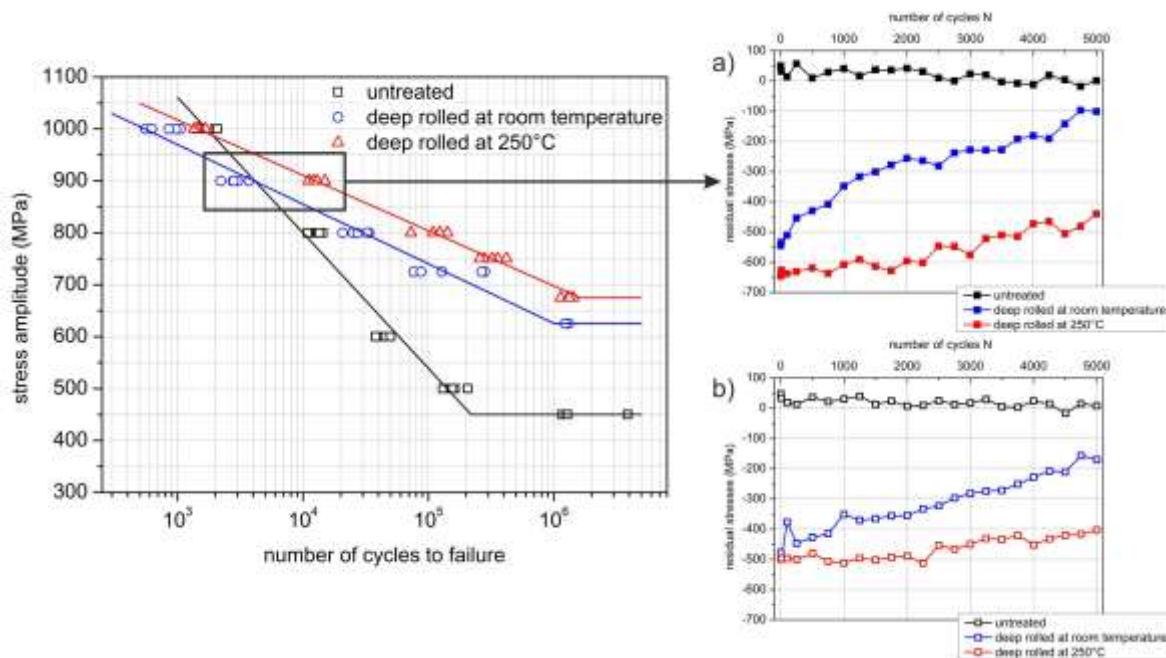 1100
1000
900
800
700
600
500
400
300
stress amplitude (MPa)
10³
10⁴
10⁵
10⁶
number of cycles to failure
untreated
deep rolled at room temperature
deep rolled at 250°C
a)
number of cycles N
0 1000 2000 3000 4000 5000
100
0
-100
-200
-300
-400
-500
-600
-700
residual stresses (MPa)
untreated
deep rolled at room temperature
deep rolled at 250°C
b)
number of cycles N
0 1000 2000 3000 4000 5000
100
0
-100
-200
-300
-400
-500
-600
-700
residual stresses (MPa)
untreated
deep rolled at room temperature
deep rolled at 250°C